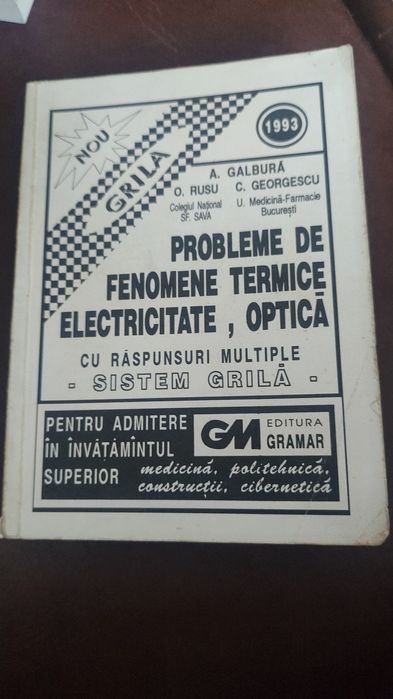 NOU
GRILA
1993
A. GALBURĂ
O. RUSU C. GEORGESCU
Colegiul Național U. Medicină-Farmacie
SF. SAVA București
PROBLEME DE
FENOMENE TERMICE
ELECTRICITATE , OPTICĂ
CU RĂSPUNSURI MULTIPLE
- SISTEM GRILĂ -
PENTRU ADMITERE
ÎN ÎNVĂTĂMÎNTUL
SUPERIOR
GM EDITURA
GRAMAR
medicină, politehnică,
construcții, cibernetică